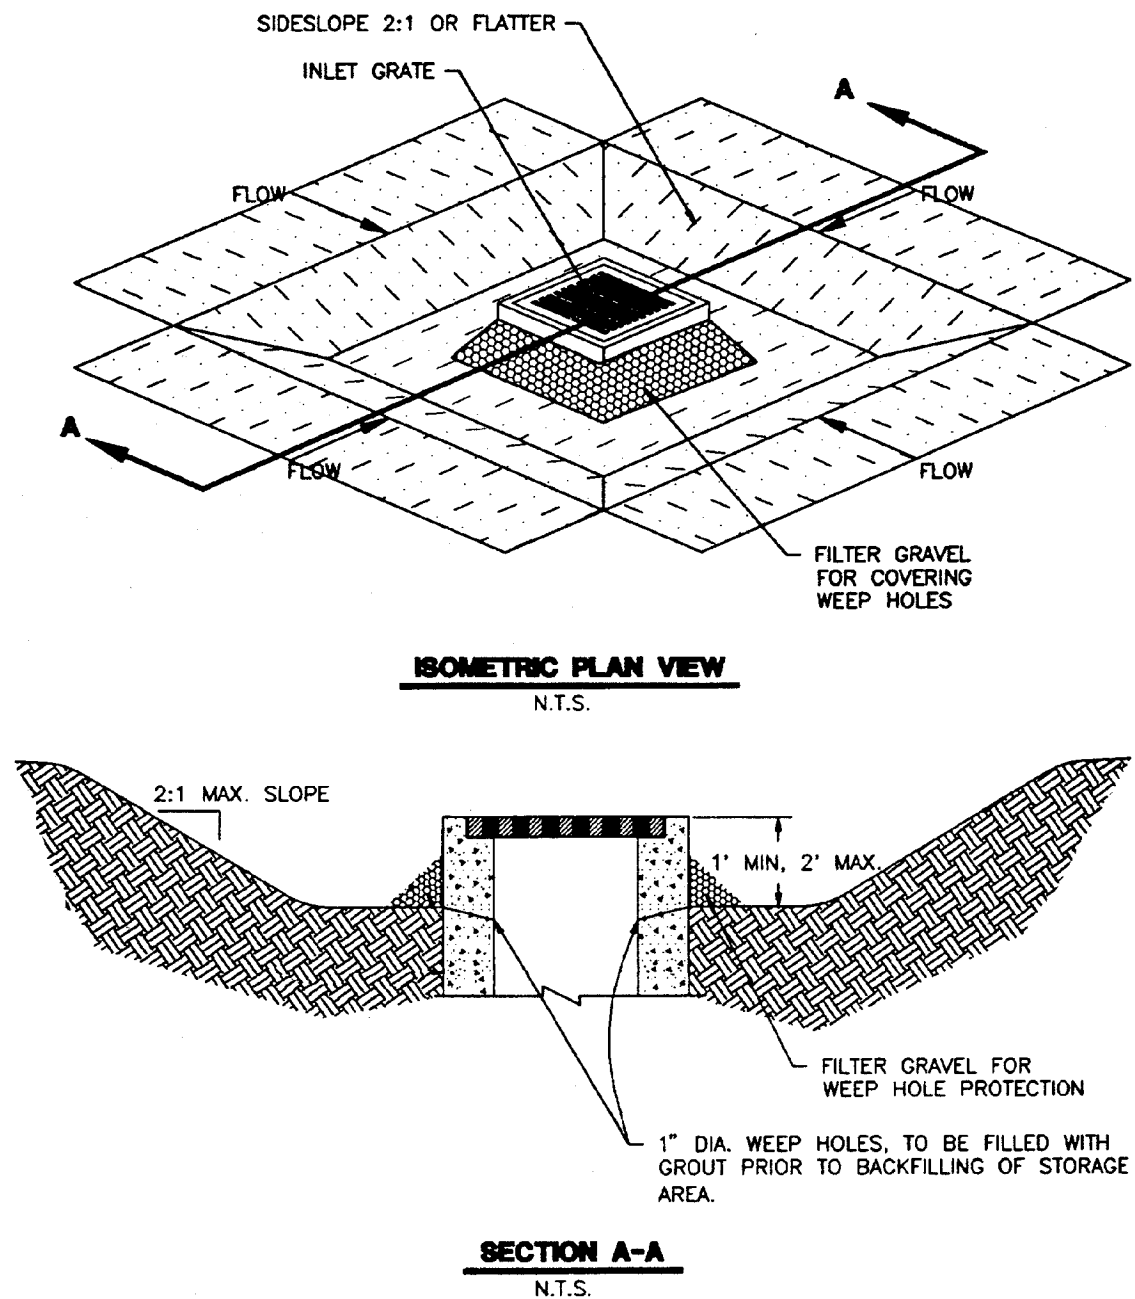 SIDESLOPE 2:1 OR FLATTER
INLET GRATE
A
FLOW
FLOW
A
FLOW
FLOW
FILTER GRAVEL
FOR COVERING
WEEP HOLES
ISOMETRIC PLAN VIEW
N.T.S.
2:1 MAX. SLOPE
1' MIN, 2' MAX.
FILTER GRAVEL FOR
WEEP HOLE PROTECTION
1" DIA. WEEP HOLES, TO BE FILLED WITH
GROUT PRIOR TO BACKFILLING OF STORAGE
AREA.
SECTION A-A
N.T.S.